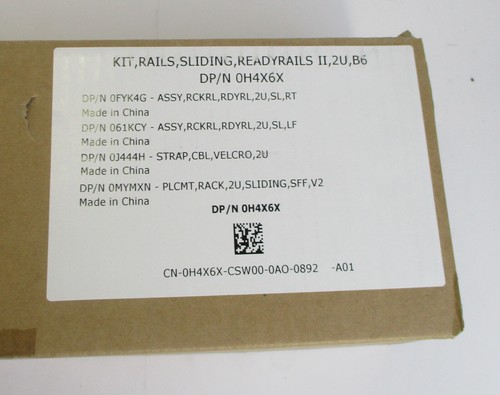 KIT,RAILS,SLIDING,READYRAILS II,2U,B6
DP/N 0H4X6X
DP/N 0FYK4G - ASSY,RCKRL,RDYRL,2U,SL,RT
Made in China
DP/N 061KCY - ASSY,RCKRL,RDYRL,2U,SL,LF
Made in China
DP/N 0J444H - STRAP,CBL,VELCRO,2U
Made in China
DP/N 0MYMXN - PLCMT,RACK,2U,SLIDING,SFF,V2
Made in China
DP/N 0H4X6X
CN-0H4X6X-CSW00-0AO-0892 -A01